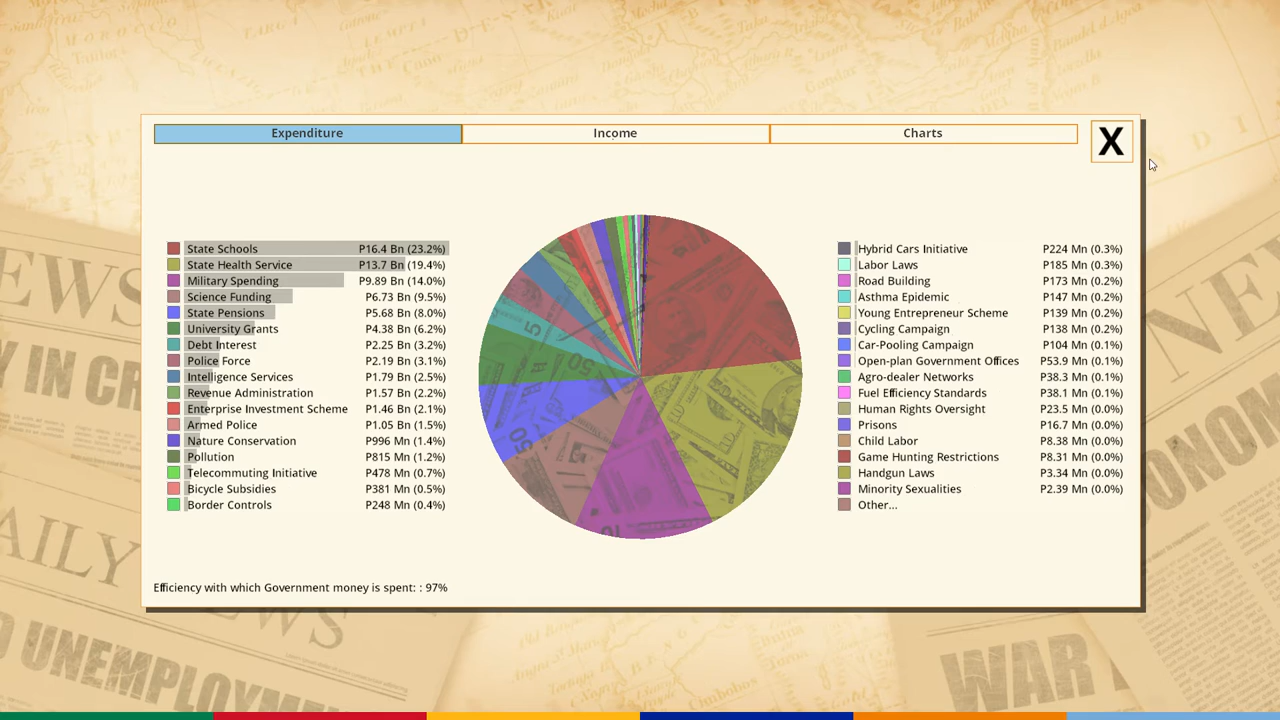 Expenditure
Income
Charts
X
State Schools P16.4 Bn (23.2%)
State Health Service P13.7 Bn (19.4%)
Military Spending P9.89 Bn (14.0%)
Science Funding P6.73 Bn (9.5%)
State Pensions P5.68 Bn (8.0%)
University Grants P4.38 Bn (6.2%)
Debt Interest P2.25 Bn (3.2%)
Police Force P2.19 Bn (3.1%)
Intelligence Services P1.79 Bn (2.5%)
Revenue Administration P1.57 Bn (2.2%)
Enterprise Investment Scheme P1.46 Bn (2.1%)
Armed Police P1.05 Bn (1.5%)
Nature Conservation P996 Mn (1.4%)
Pollution P815 Mn (1.2%)
Telecommuting Initiative P478 Mn (0.7%)
Bicycle Subsidies P381 Mn (0.5%)
Border Controls P248 Mn (0.4%)
Hybrid Cars Initiative P224 Mn (0.3%)
Labor Laws P185 Mn (0.3%)
Road Building P173 Mn (0.2%)
Asthma Epidemic P147 Mn (0.2%)
Young Entrepreneur Scheme P139 Mn (0.2%)
Cycling Campaign P138 Mn (0.2%)
Car-Pooling Campaign P104 Mn (0.1%)
Open-plan Government Offices P53.9 Mn (0.1%)
Agro-dealer Networks P38.3 Mn (0.1%)
Fuel Efficiency Standards P38.1 Mn (0.1%)
Human Rights Oversight P23.5 Mn (0.0%)
Prisons P16.7 Mn (0.0%)
Child Labor P8.38 Mn (0.0%)
Game Hunting Restrictions P8.31 Mn (0.0%)
Handgun Laws P3.34 Mn (0.0%)
Minority Sexualities P2.39 Mn (0.0%)
Other...
Efficiency with which Government money is spent: : 97%
NEWS
Y IN CR
DAILY
NEWS
D UNEMPLOYM
WAR
NE
ONOM